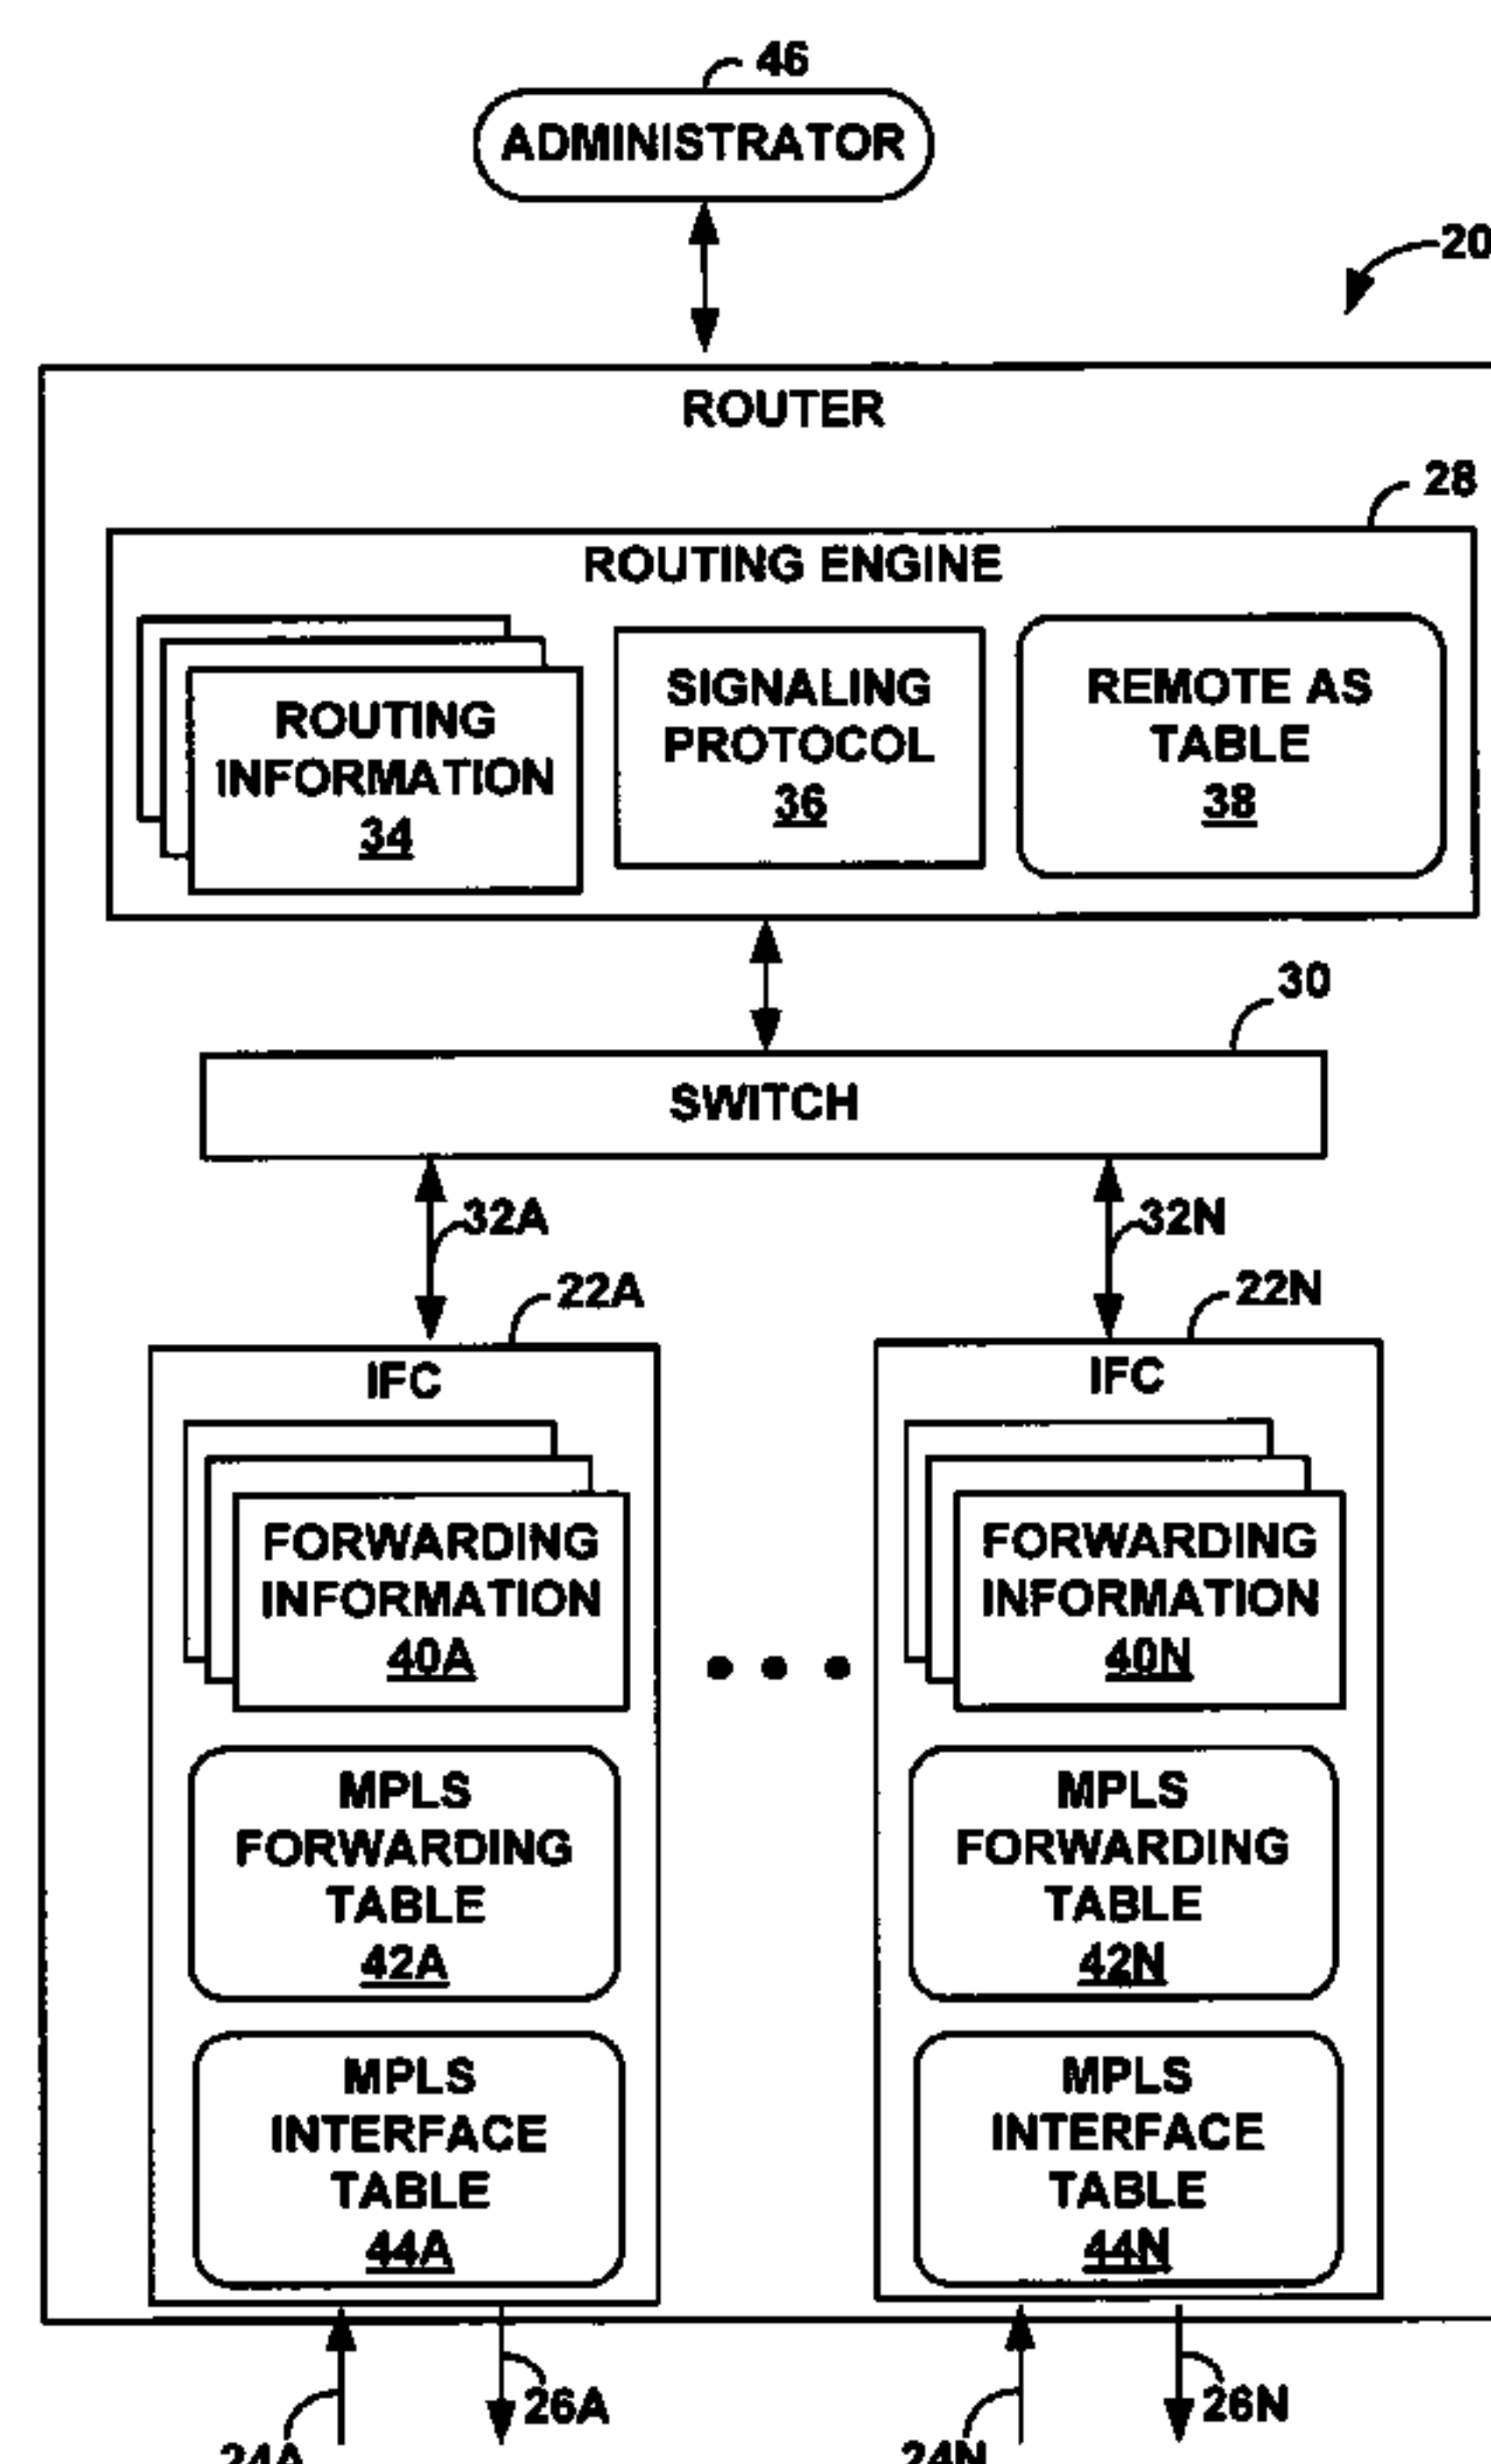 46
ADMINISTRATOR
20
ROUTER
28
ROUTING ENGINE
ROUTING
INFORMATION
34
SIGNALING
PROTOCOL
36
REMOTE AS
TABLE
38
30
SWITCH
32A
32N
22A
22N
IFC
FORWARDING
INFORMATION
40A
MPLS
FORWARDING
TABLE
42A
MPLS
INTERFACE
TABLE
44A
IFC
FORWARDING
INFORMATION
40N
MPLS
FORWARDING
TABLE
42N
MPLS
INTERFACE
TABLE
44N
24A
26A
24N
26N